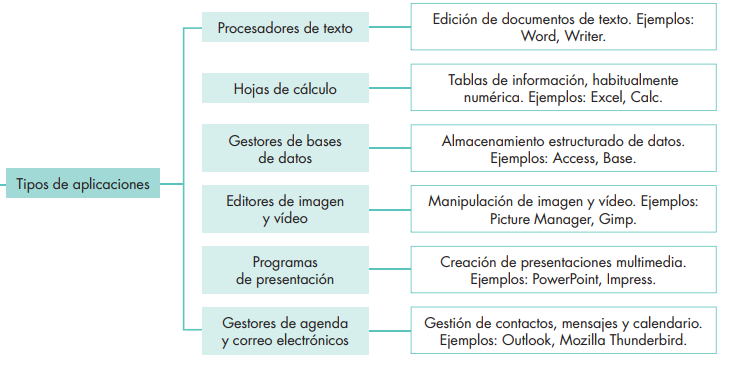 Tipos de aplicaciones
Procesadores de texto
Edición de documentos de texto. Ejemplos:
Word, Writer.
Hojas de cálculo
Tablas de información, habitualmente
numérica. Ejemplos: Excel, Calc.
Gestores de bases
de datos
Almacenamiento estructurado de datos.
Ejemplos: Access, Base.
Editores de imagen
y vídeo
Manipulación de imagen y vídeo. Ejemplos:
Picture Manager, Gimp.
Programas
de presentación
Creación de presentaciones multimedia.
Ejemplos: PowerPoint, Impress.
Gestores de agenda
y correo electrónicos
Gestión de contactos, mensajes y calendario.
Ejemplos: Outlook, Mozilla Thunderbird.